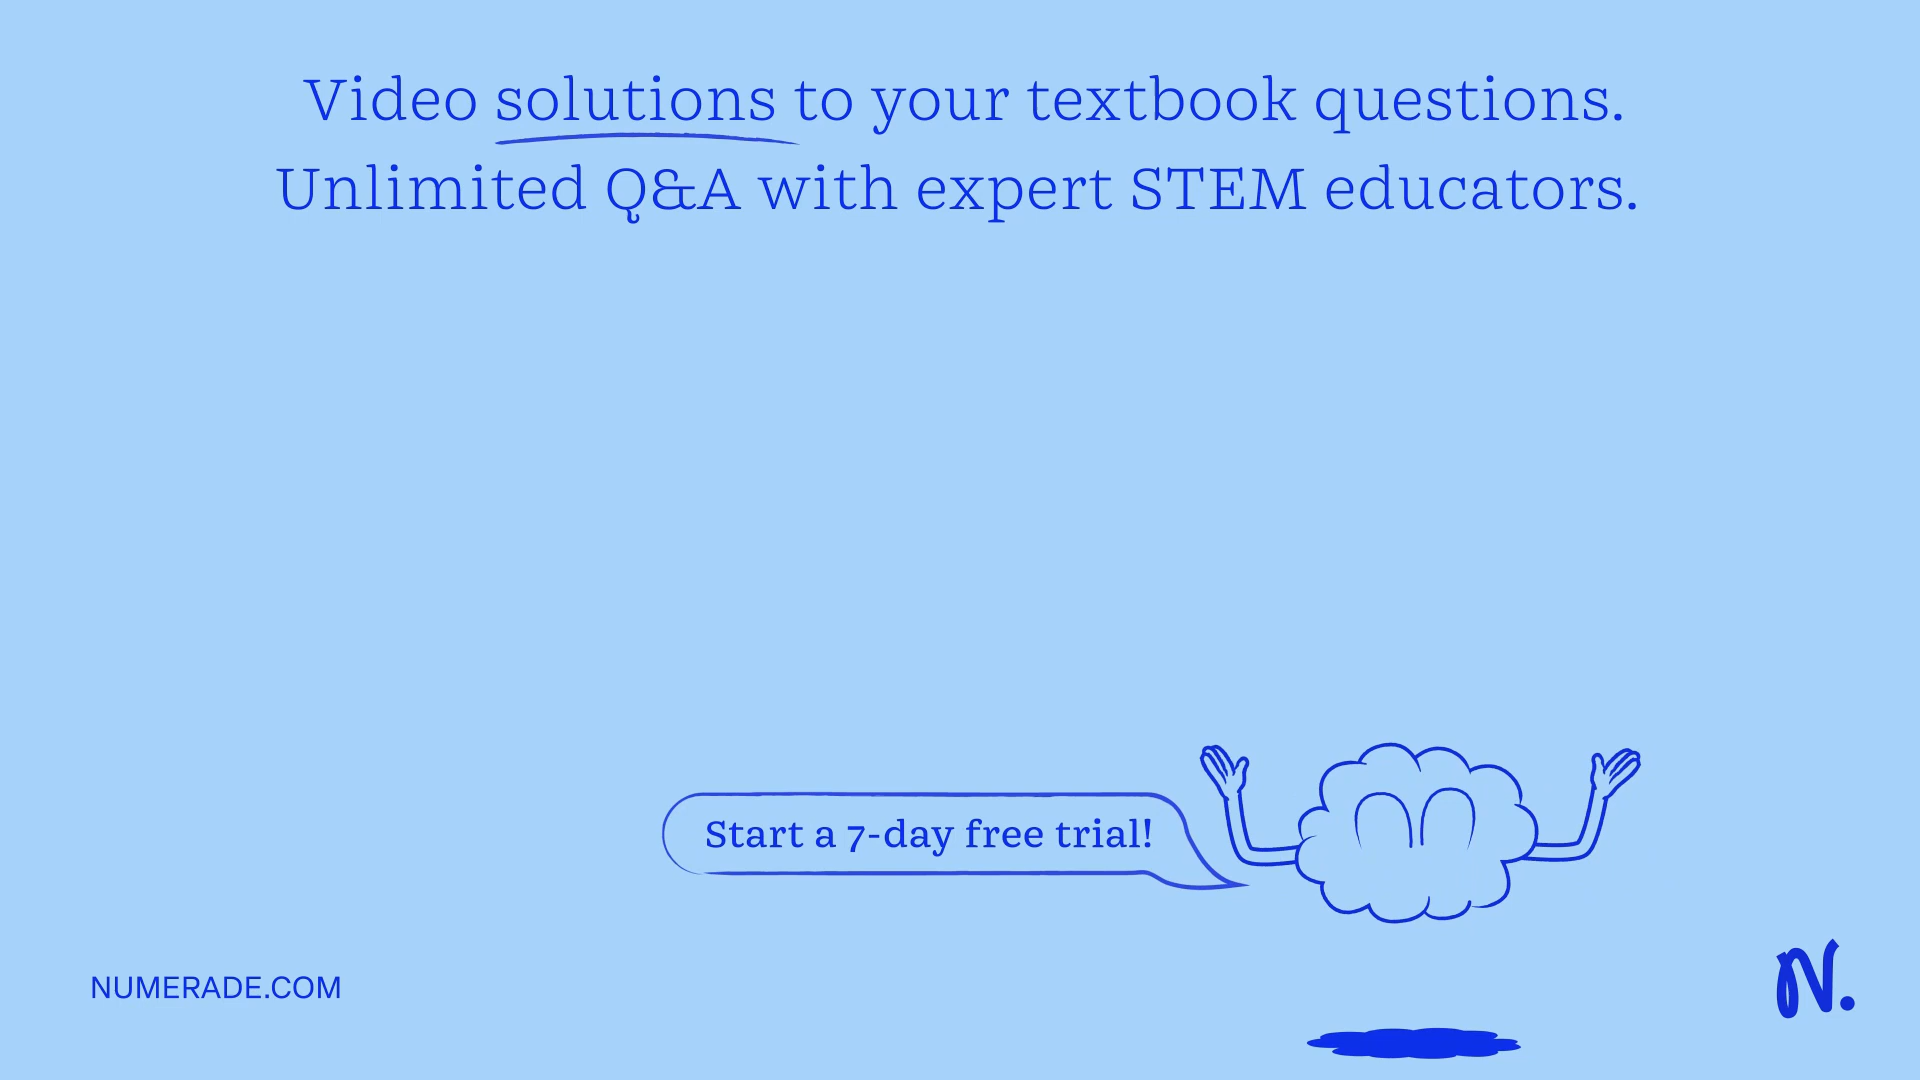 Video solutions to your textbook questions.
Unlimited Q&A with expert STEM educators.
Start a 7-day free trial!
NUMERADE.COM
N.